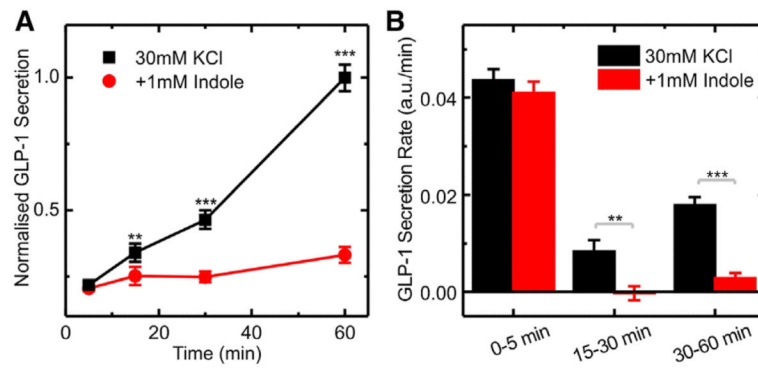 A
30mM KCl
+1mM Indole
***
1.0
***
**
0.5
0
20
40
60
Normalised GLP-1 Secretion
Time (min)
B
30mM KCl
+1mM Indole
0.04
0.02
0.00
**
***
GLP-1 Secretion Rate (a.u./min)
0-5 min
15-30 min
30-60 min